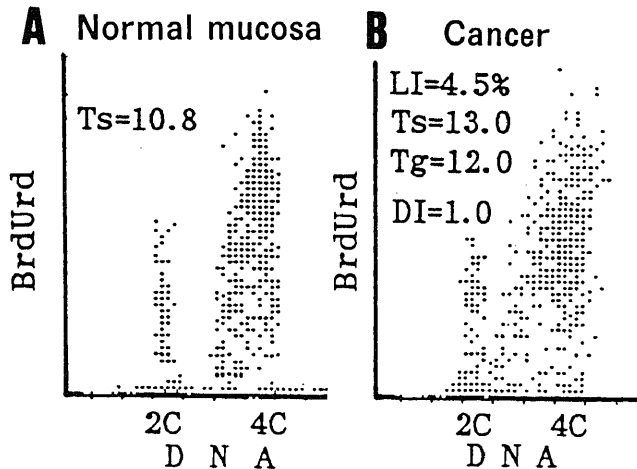 A Normal mucosa
Ts=10.8
BrdUrd
2C 4C
D N A
B Cancer
LI=4.5%
Ts=13.0
Tg=12.0
DI=1.0
BrdUrd
2C 4C
D N A